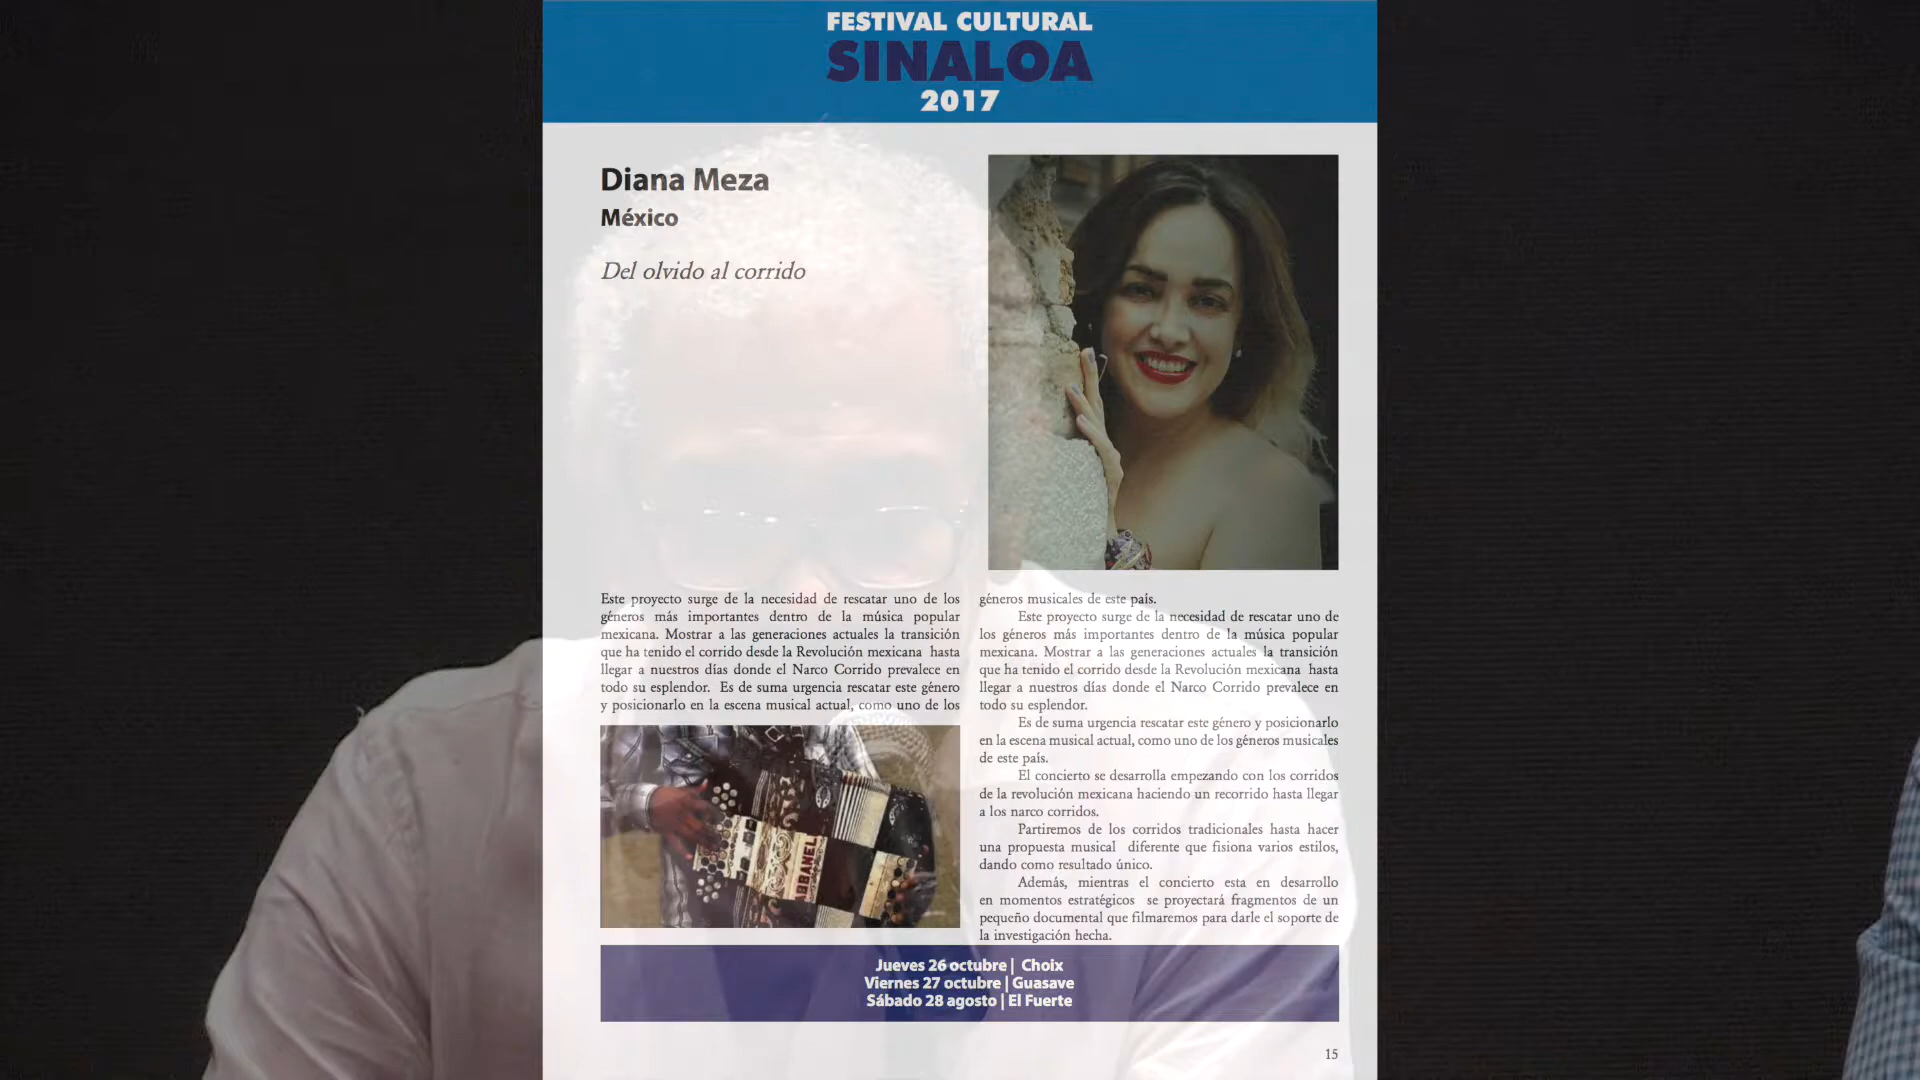 FESTIVAL CULTURAL
SINALOA
2017
Diana Meza
México
Del olvido al corrido
Este proyecto surge de la necesidad de rescatar uno de los
géneros más importantes dentro de la música popular
mexicana. Mostrar a las generaciones actuales la transición
que ha tenido el corrido desde la Revolución mexicana hasta
llegar a nuestros días donde el Narco Corrido prevalece en
todo su esplendor. Es de suma urgencia rescatar este género
y posicionarlo en la escena musical actual, como uno de los
géneros musicales de este país.
Este proyecto surge de la necesidad de rescatar uno de
los géneros más importantes dentro de la música popular
mexicana. Mostrar a las generaciones actuales la transición
que ha tenido el corrido desde la Revolución mexicana hasta
llegar a nuestros días donde el Narco Corrido prevalece en
todo su esplendor.
Es de suma urgencia rescatar este género y posicionarlo
en la escena musical actual, como uno de los géneros musicales
de este país.
El concierto se desarrolla empezando con los corridos
de la revolución mexicana haciendo un recorrido hasta llegar
a los narco corridos.
Partiremos de los corridos tradicionales hasta hacer
una propuesta musical diferente que fisiona varios estilos,
dando como resultado único.
Además, mientras el concierto esta en desarrollo
en momentos estratégicos se proyectará fragmentos de un
pequeño documental que filmaremos para darle el soporte de
la investigación hecha.
Jueves 26 octubre | Choix
Viernes 27 octubre | Guasave
Sábado 28 agosto | El Fuerte
15